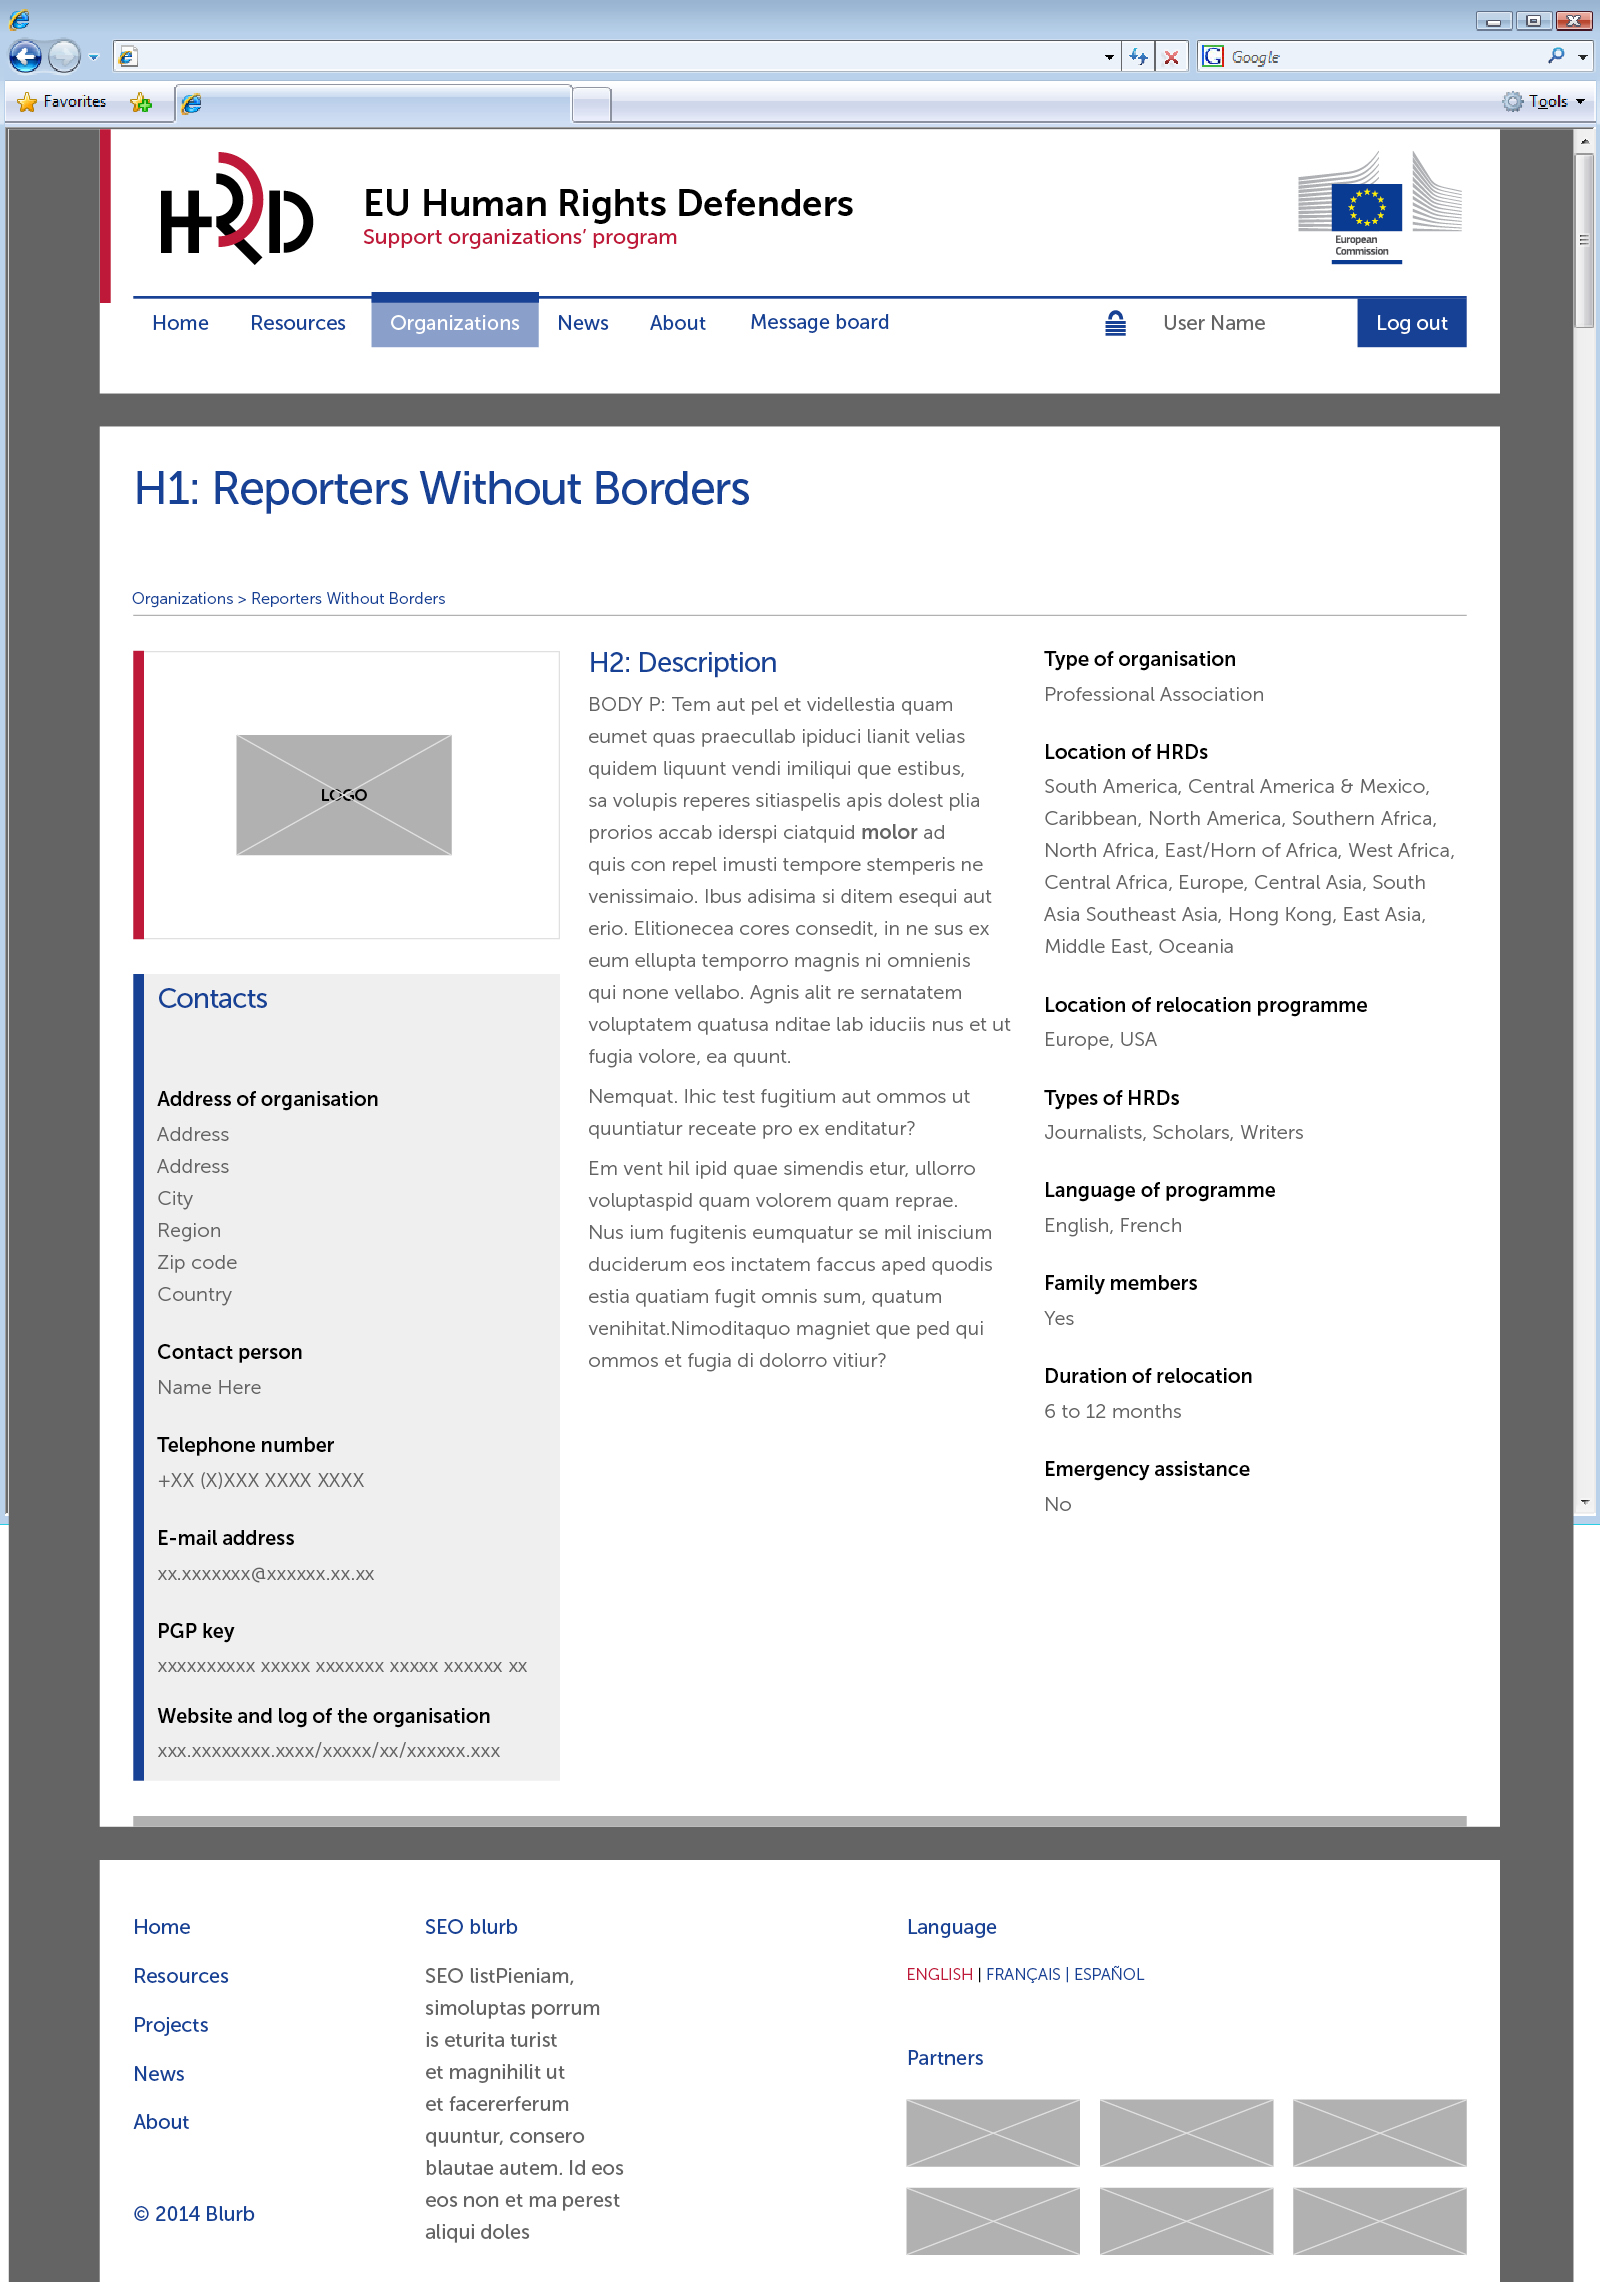 Google
Favorites
Tools
HRD
EU Human Rights Defenders
Support organizations’ program
European
Commission
Home
Resources
Organizations
News
About
Message board
User Name
Log out
H1: Reporters Without Borders
Organizations > Reporters Without Borders
LOGO
Contacts
Address of organisation
Address
Address
City
Region
Zip code
Country
Contact person
Name Here
Telephone number
+XX (X)XXX XXXX XXXX
E-mail address
xx.xxxxxxx@xxxxxx.xx.xx
PGP key
xxxxxxxxxx xxxxx xxxxxxx xxxxx xxxxxx xx
Website and log of the organisation
xxx.xxxxxxxx.xxxx/xxxxx/xx/xxxxxx.xxx
H2: Description
BODY P: Tem aut pel et videllestia quam
eumet quas praecullab ipiduci lianit velias
quidem liquunt vendi imiliqui que estibus,
sa volupis reperes sitiaspelis apis dolest plia
prorios accab iderspi ciatquid molor ad
quis con repel imusti tempore stemperis ne
venissimaio. Ibus adisima si ditem esequi aut
erio. Elitionecea cores consedit, in ne sus ex
eum ellupta temporro magnis ni omnienis
qui none vellabo. Agnis alit re sernatatem
voluptatem quatusa nditae lab iduciis nus et ut
fugia volore, ea quunt.
Nemquat. Ihic test fugitium aut ommos ut
quuntiatur receate pro ex enditatur?
Em vent hil ipid quae simendis etur, ullorro
voluptaspid quam volorem quam reprae.
Nus ium fugitenis eumquatur se mil iniscium
duciderum eos inctatem faccus aped quodis
estia quatiam fugit omnis sum, quatum
venihitat.Nimoditaquo magniet que ped qui
ommos et fugia di dolorro vitiur?
Type of organisation
Professional Association
Location of HRDs
South America, Central America & Mexico,
Caribbean, North America, Southern Africa,
North Africa, East/Horn of Africa, West Africa,
Central Africa, Europe, Central Asia, South
Asia Southeast Asia, Hong Kong, East Asia,
Middle East, Oceania
Location of relocation programme
Europe, USA
Types of HRDs
Journalists, Scholars, Writers
Language of programme
English, French
Family members
Yes
Duration of relocation
6 to 12 months
Emergency assistance
No
Home
Resources
Projects
News
About
© 2014 Blurb
SEO blurb
SEO listPieniam,
simoluptas porrum
is eturita turist
et magnihilit ut
et facererferum
quuntur, consero
blautae autem. Id eos
eos non et ma perest
aliqui doles
Language
ENGLISH | FRANÇAIS | ESPAÑOL
Partners